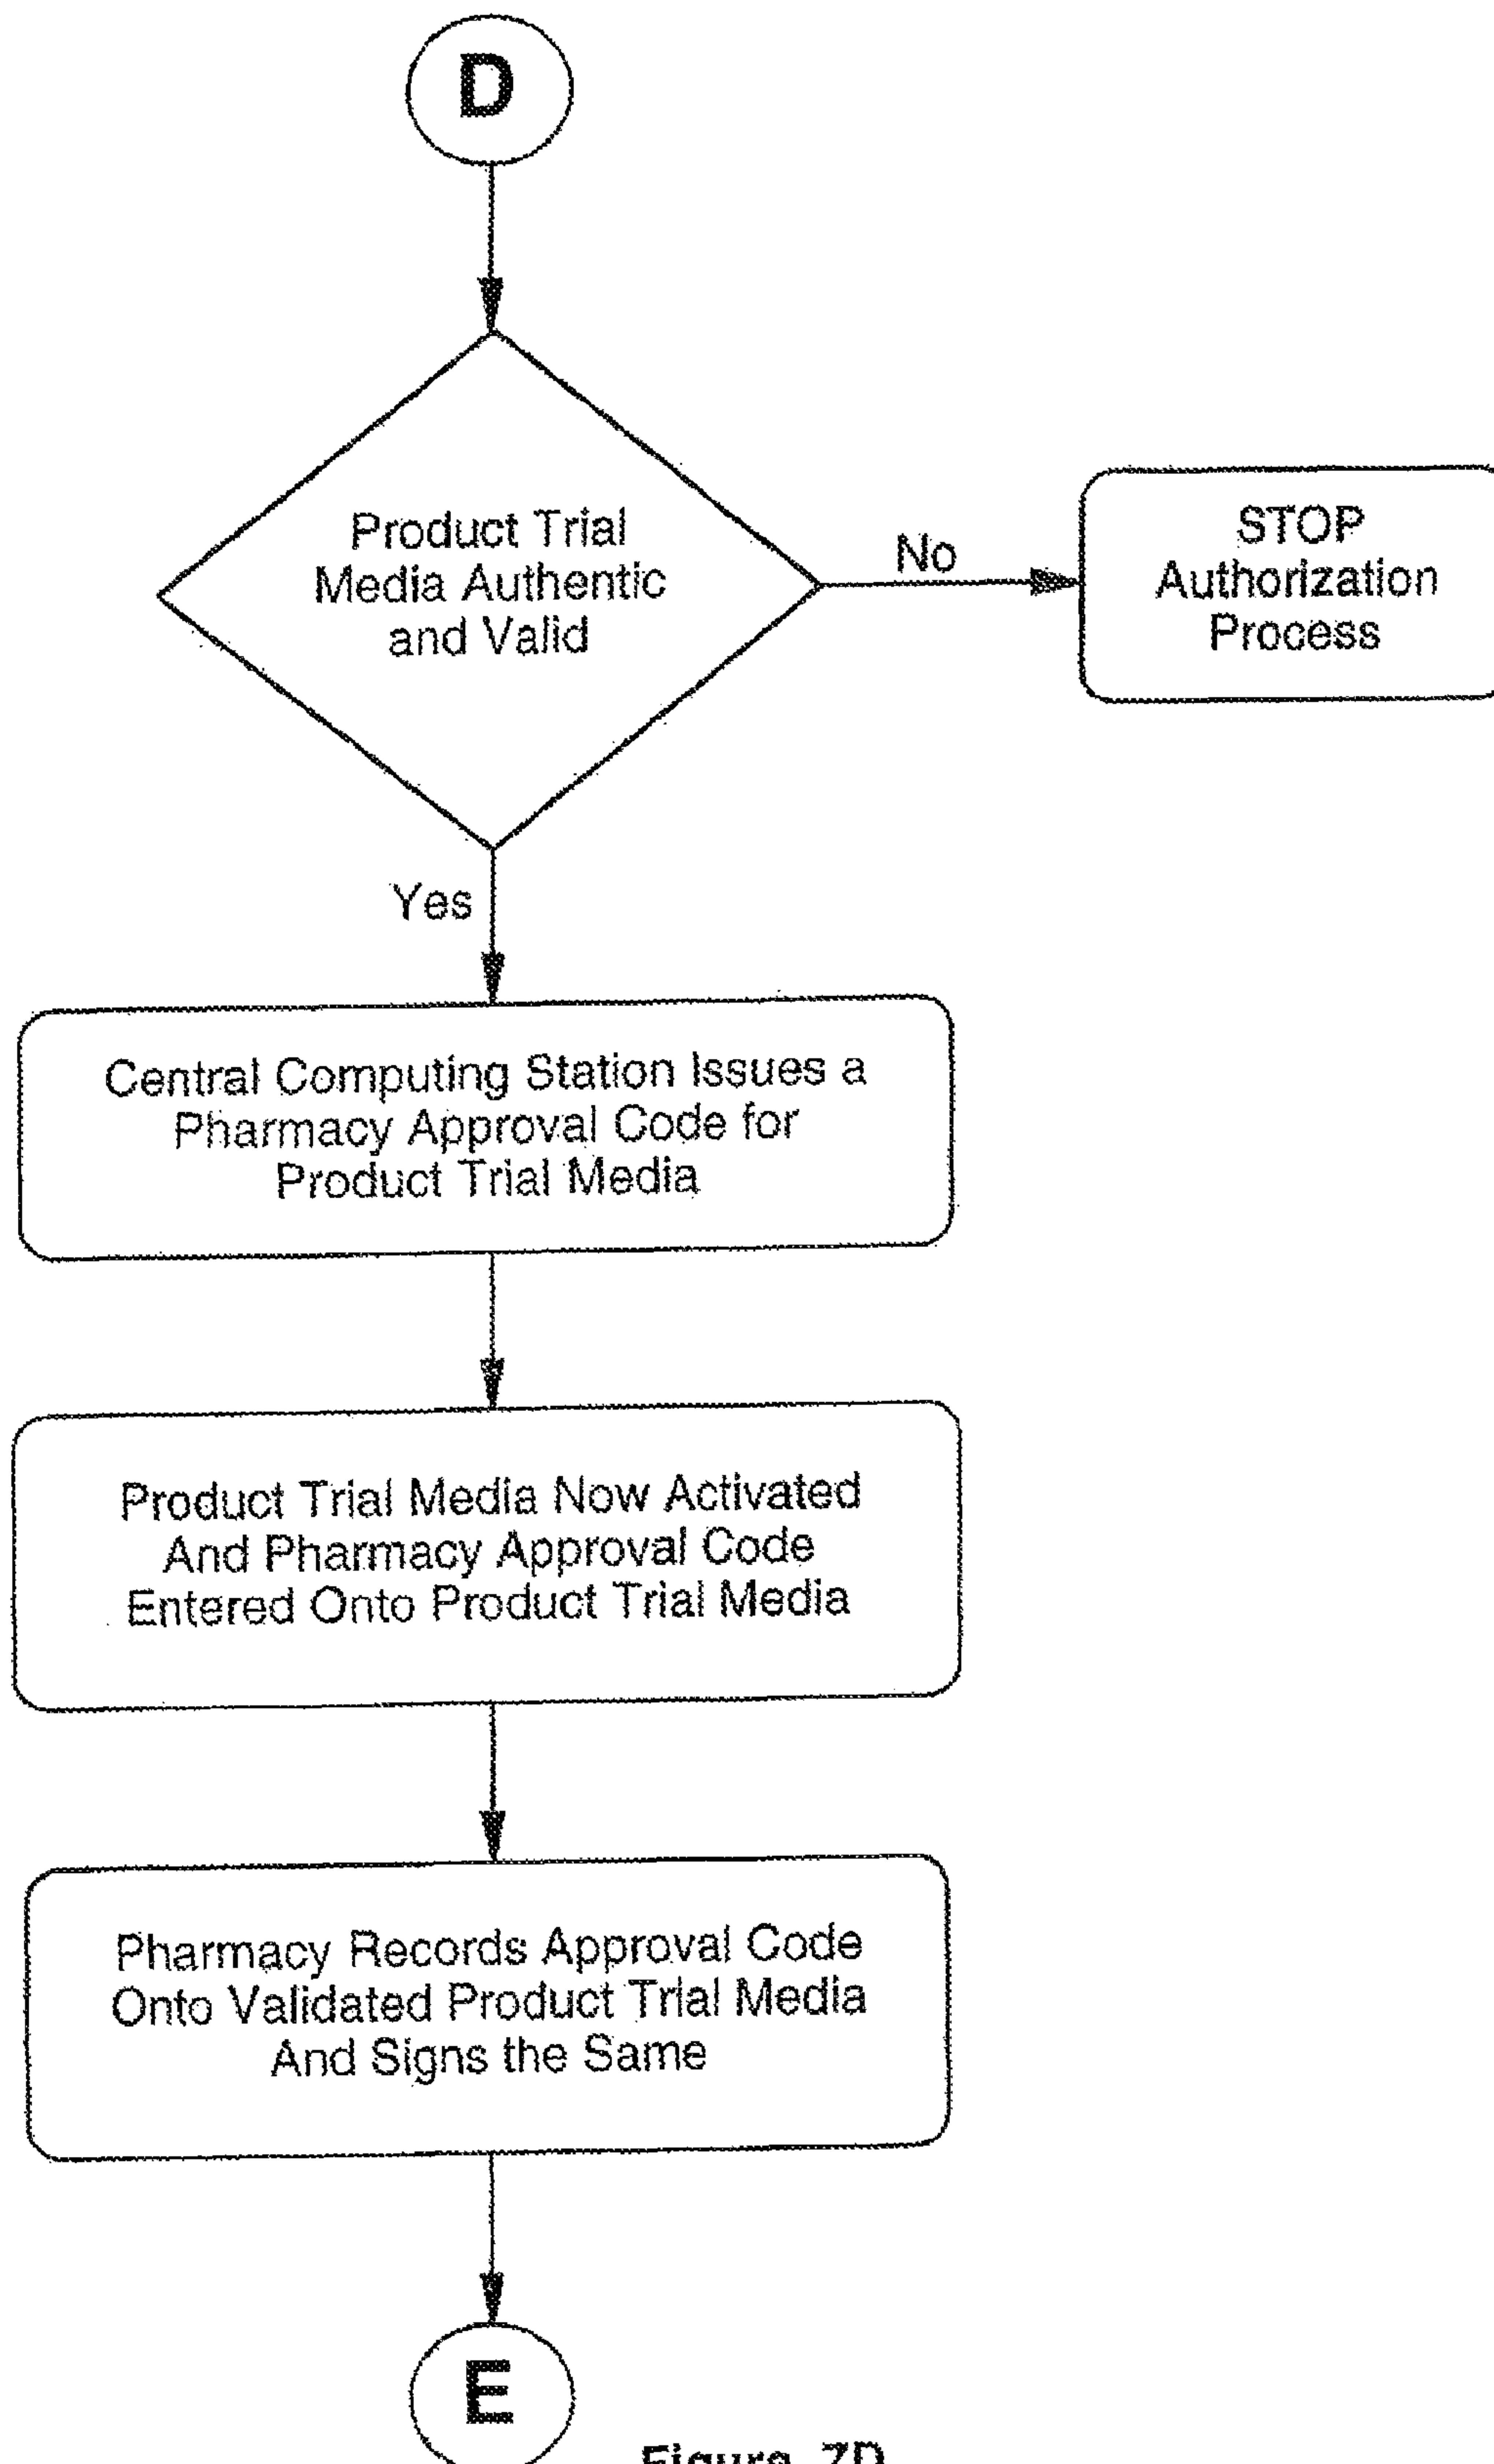 D
Product Trial
Media Authentic
and Valid
No
STOP
Authorization
Process
Yes
Central Computing Station Issues a
Pharmacy Approval Code for
Product Trial Media
Product Trial Media Now Activated
And Pharmacy Approval Code
Entered Onto Product Trial Media
Pharmacy Records Approval Code
Onto Validated Product Trial Media
And Signs the Same
E
Figure 7D